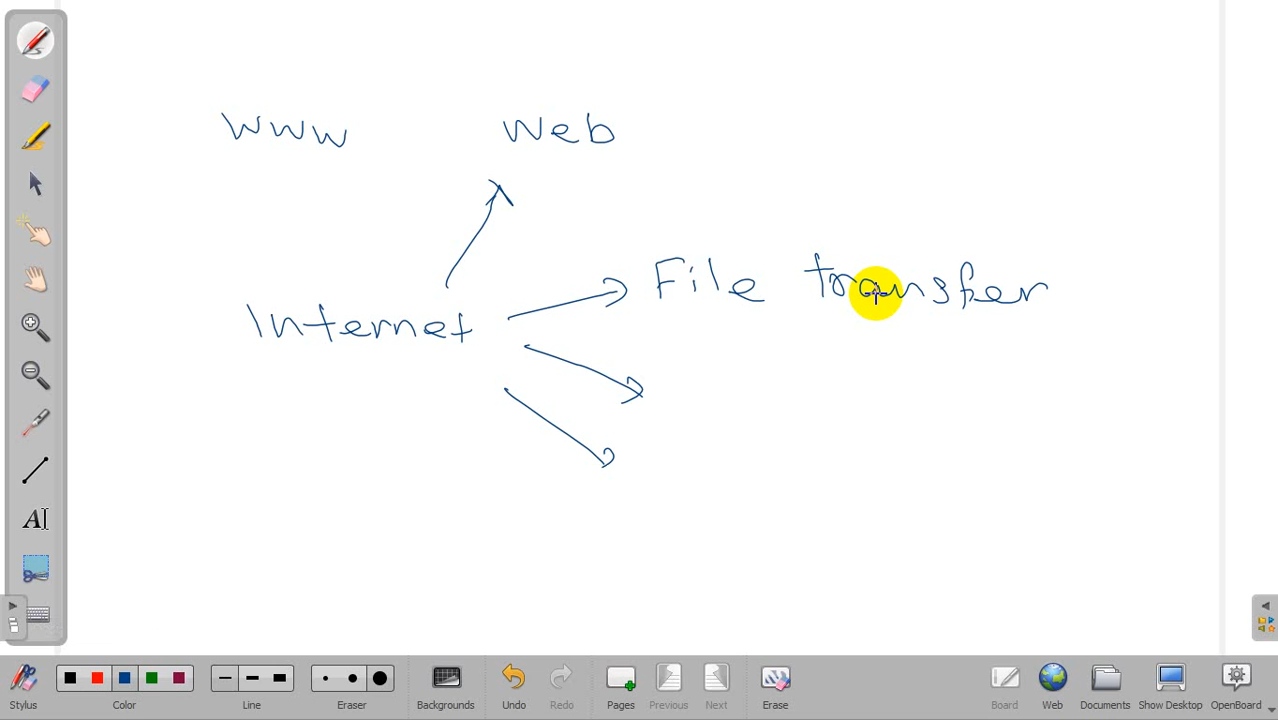 www Web
Internet File transfer
AI
Stylus Color Line Eraser Backgrounds Undo Redo Pages Previous Next Erase Board Web Documents Show Desktop OpenBoard